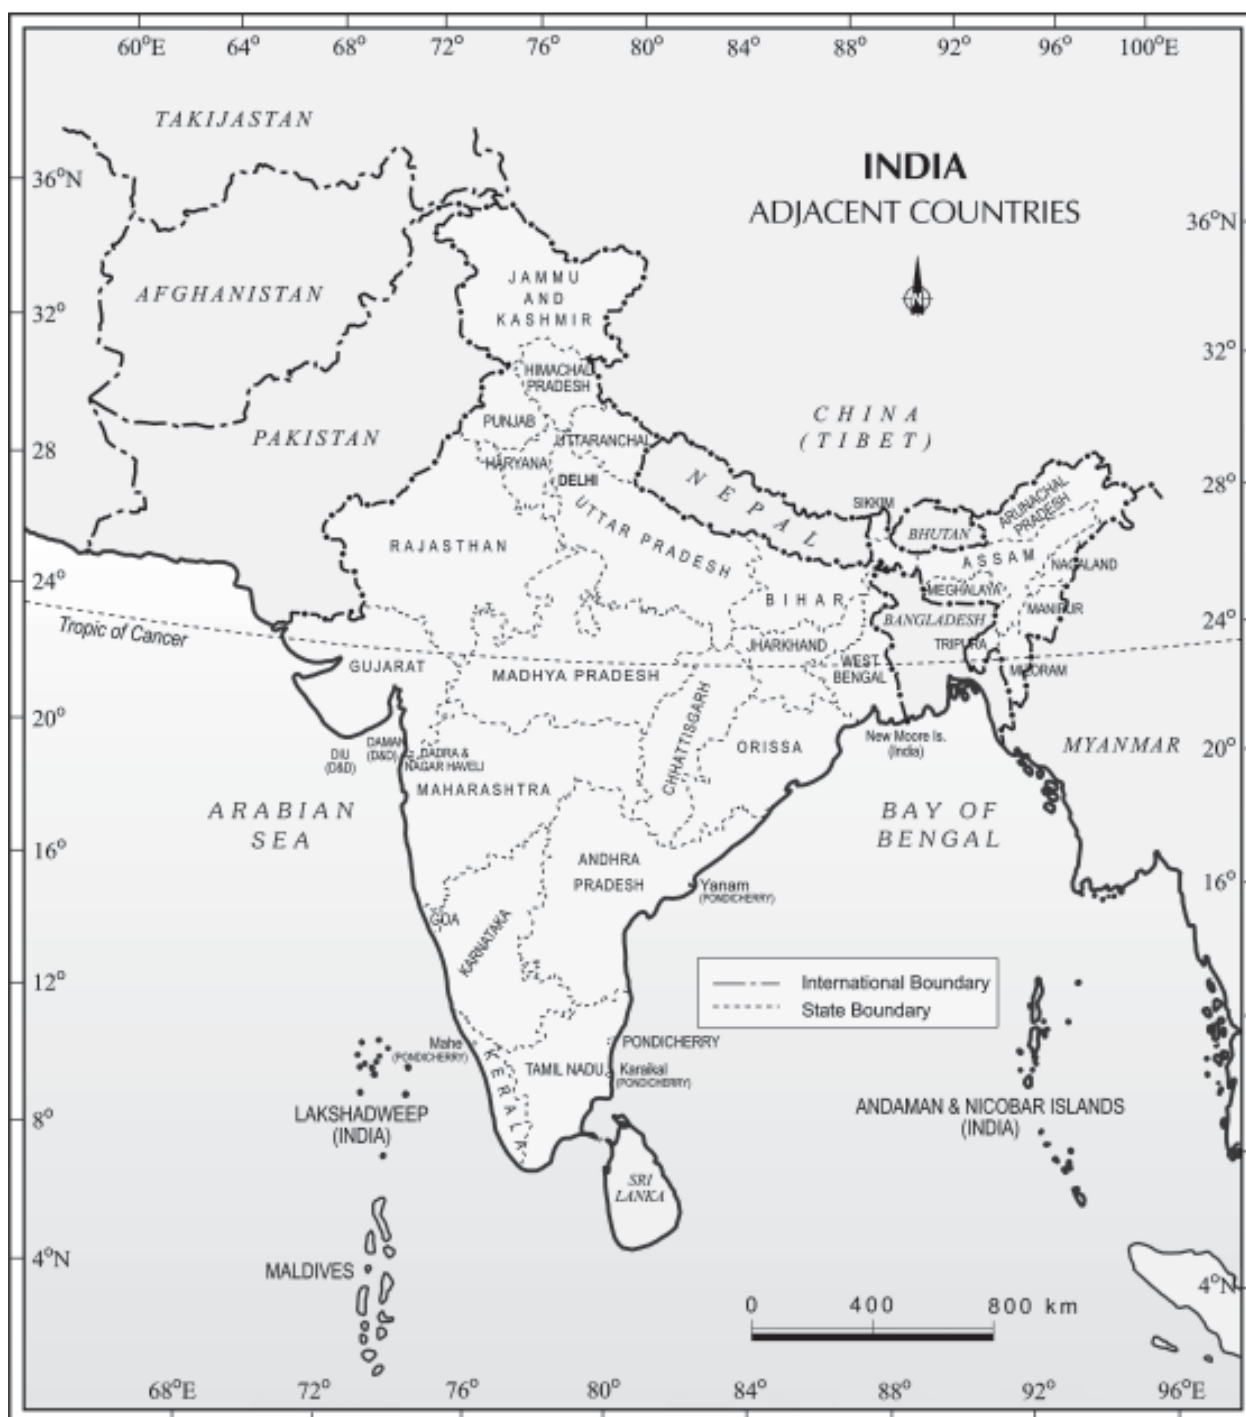 60°E 64° 68° 72° 76° 80° 84° 88° 92° 96° 100°E
TAKIJASTAN
INDIA
ADJACENT COUNTRIES
36°N
36°N
N
AFGHANISTAN
JAMMU
AND
KASHMIR
32°
32°
HIMACHAL
PRADESH
CHINA
(TIBET)
PAKISTAN
PUNJAB
UTTARANCHAL
28
HARYANA
DELHI
NEPAL
28°
SIKKIM
ARUNACHAL
PRADESH
BHUTAN
RAJASTHAN
UTTAR PRADESH
ASSAM
NAGALAND
24°
MEGHALAYA
BIHAR
MANIPUR
Tropic of Cancer
BANGLADESH
24°
JHARKHAND
TRIPURA
GUJARAT
MADHYA PRADESH
WEST
BENGAL
MIZORAM
20°
CHHATTISGARH
ORISSA
New Moore Is.
(India)
MYANMAR
20°
DIU
(D&D)
DAMAN
(D&D)
DADRA &
NAGAR HAVELI
MAHARASHTRA
ARABIAN
SEA
BAY OF
BENGAL
16°
ANDHRA
PRADESH
Yanam
(PONDICHERRY)
16°
GOA
KARNATAKA
12°
International Boundary
State Boundary
Mahe
(PONDICHERRY)
KERALA
TAMIL NADU
PONDICHERRY
Karaikal
(PONDICHERRY)
8°
LAKSHADWEEP
(INDIA)
ANDAMAN & NICOBAR ISLANDS
(INDIA)
SRI
LANKA
4°N
MALDIVES
4°N
0 400 800 km
68°E 72° 76° 80° 84° 88° 92° 96°E